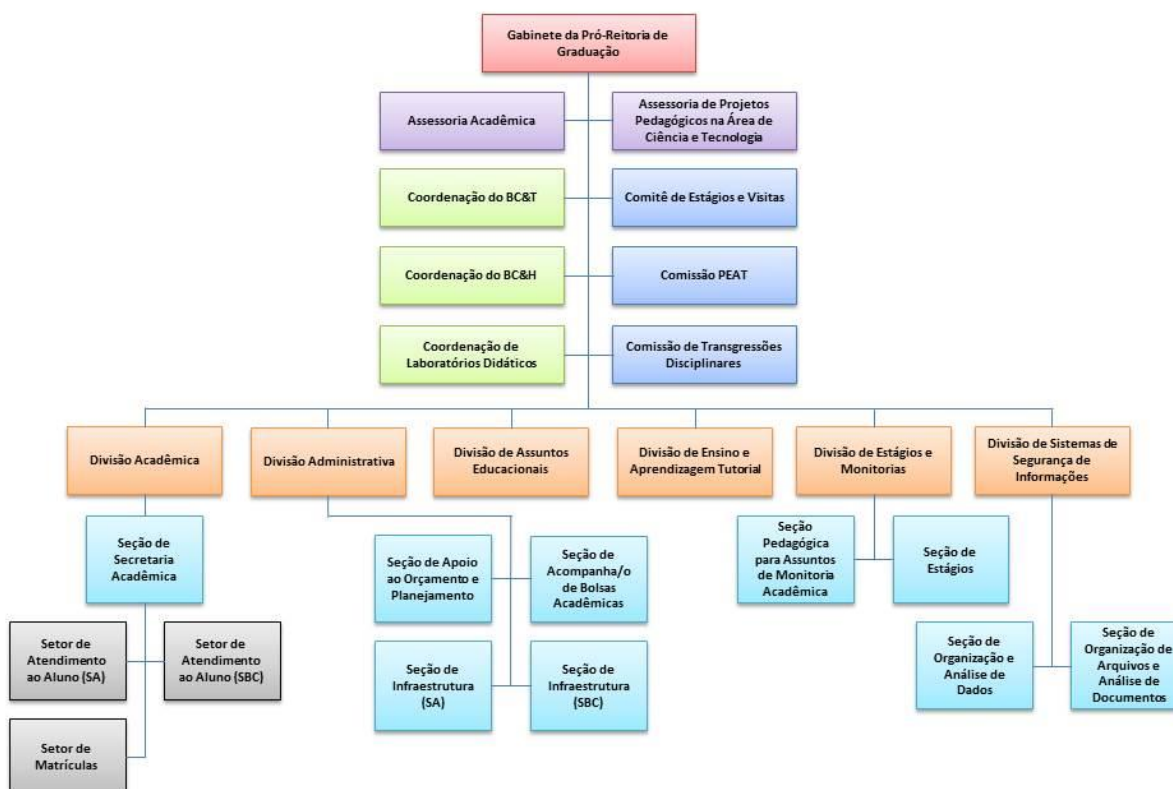 Gabinete da Pró-Reitoria de
Graduação
Assessoria Acadêmica
Assessoria de Projetos
Pedagógicos na Área de
Ciência e Tecnologia
Coordenação do BC&T
Comitê de Estágios e Visitas
Coordenação do BC&H
Comissão PEAT
Coordenação de
Laboratórios Didáticos
Comissão de Transgressões
Disciplinares
Divisão Acadêmica
Divisão Administrativa
Divisão de Assuntos
Educacionais
Divisão de Ensino e
Aprendizagem Tutorial
Divisão de Estágios e
Monitorias
Divisão de Sistemas de
Segurança de
Informações
Seção de
Secretaria
Acadêmica
Seção de Apoio
ao Orçamento e
Planejamento
Seção de
Acompanha/o
de Bolsas
Acadêmicas
Seção
Pedagógica
para Assuntos
de Monitoria
Acadêmica
Seção de
Estágios
Setor de
Atendimento
ao Aluno (SA)
Setor de
Atendimento
ao Aluno (SBC)
Seção de
Infraestrutura
(SA)
Seção de
Infraestrutura
(SBC)
Seção de
Organização e
Análise de
Dados
Seção de
Organização de
Arquivos e
Análise de
Documentos
Setor de
Matrículas